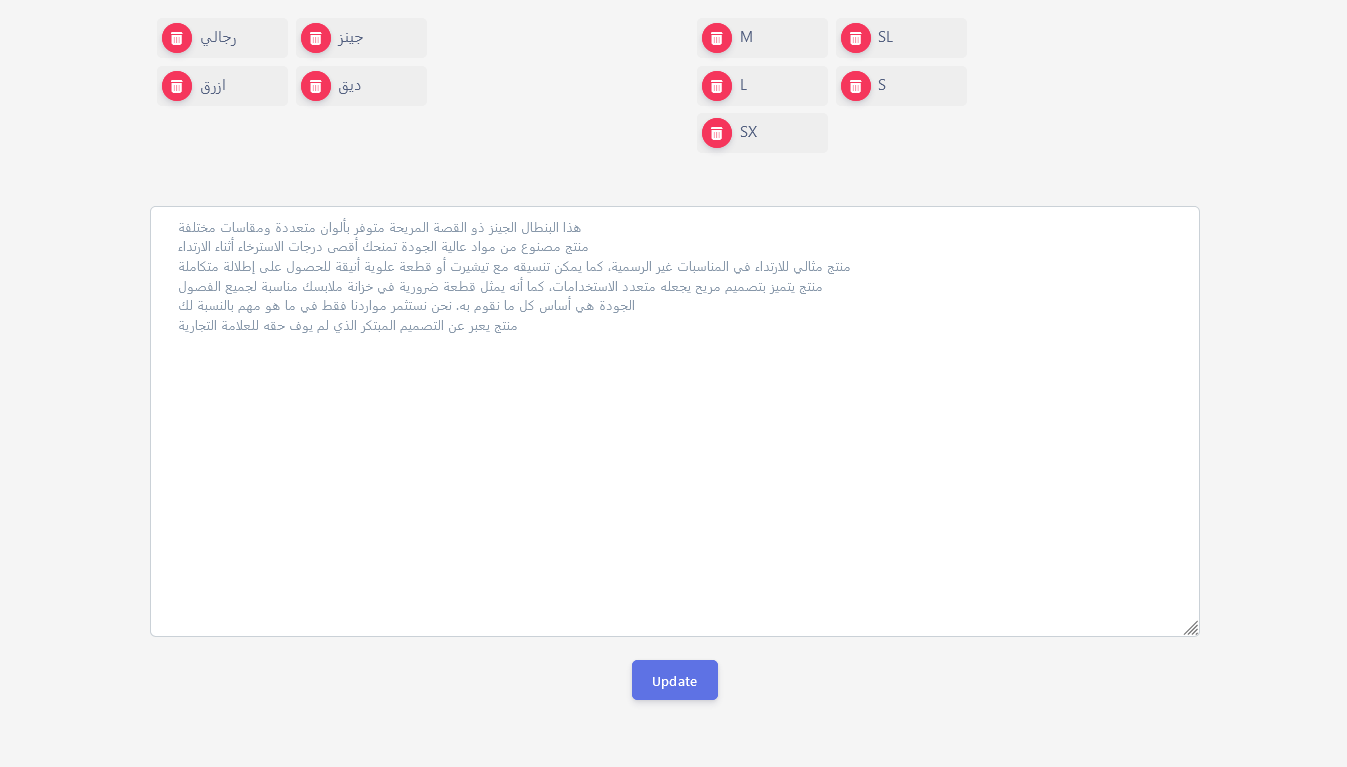 رجالي
جينز
M
SL
ازرق
ديق
L
S
SX
هذا البنطال الجينز ذو القصة المريحة متوفر بألوان متعددة ومقاسات مختلفة
منتج مصنوع من مواد عالية الجودة تمنحك أقصى درجات الاسترخاء أثناء الارتداء
منتج مثالي للارتداء في المناسبات غير الرسمية، كما يمكن تنسيقه مع تيشيرت أو قطعة علوية أنيقة للحصول على إطلالة متكاملة
منتج يتميز بتصميم مريح يجعله متعدد الاستخدامات، كما أنه يمثل قطعة ضرورية في خزانة ملابسك مناسبة لجميع الفصول
الجودة هي أساس كل ما نقوم به. نحن نستثمر مواردنا فقط في ما هو مهم بالنسبة لك
منتج يعبر عن التصميم المبتكر الذي لم يوف حقه للعلامة التجارية
Update